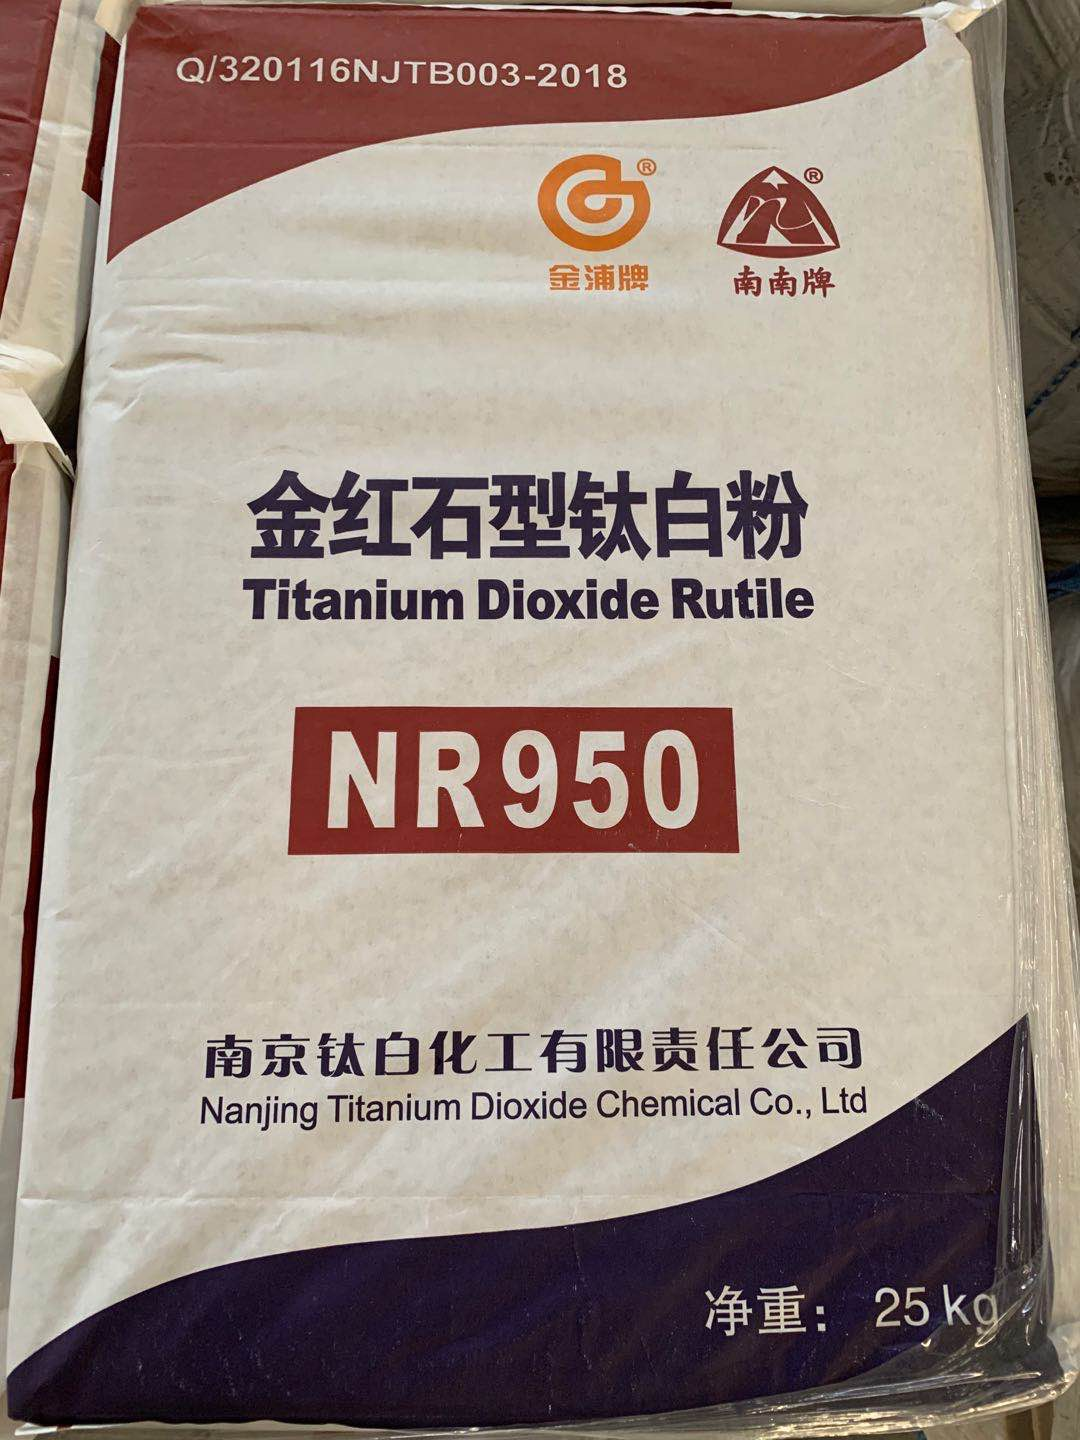 Q/320116NJTB003-2018
® ®
金浦牌 南南牌
金红石型钛白粉
Titanium Dioxide Rutile
NR950
南京钛白化工有限责任公司
Nanjing Titanium Dioxide Chemical Co., Ltd
净重: 25 kg